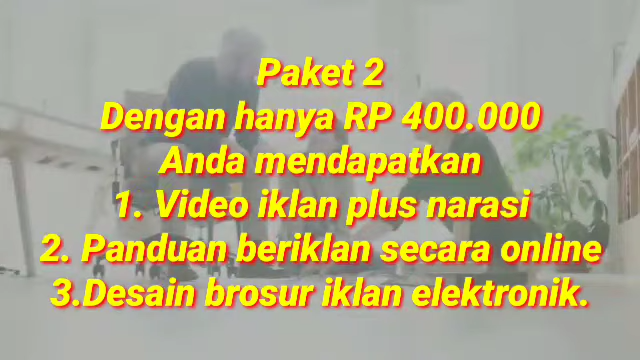 Paket 2
Dengan hanya RP 400.000
Anda mendapatkan
1. Video iklan plus narasi
2. Panduan beriklan secara online
3.Desain brosur iklan elektronik.